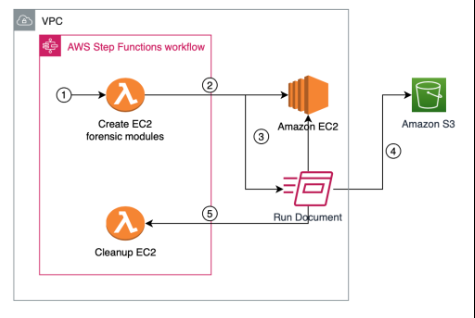 VPC
AWS Step Functions workflow
1
2
Create EC2
forensic modules
3
Amazon EC2
Amazon S3
4
Run Document
5
Cleanup EC2